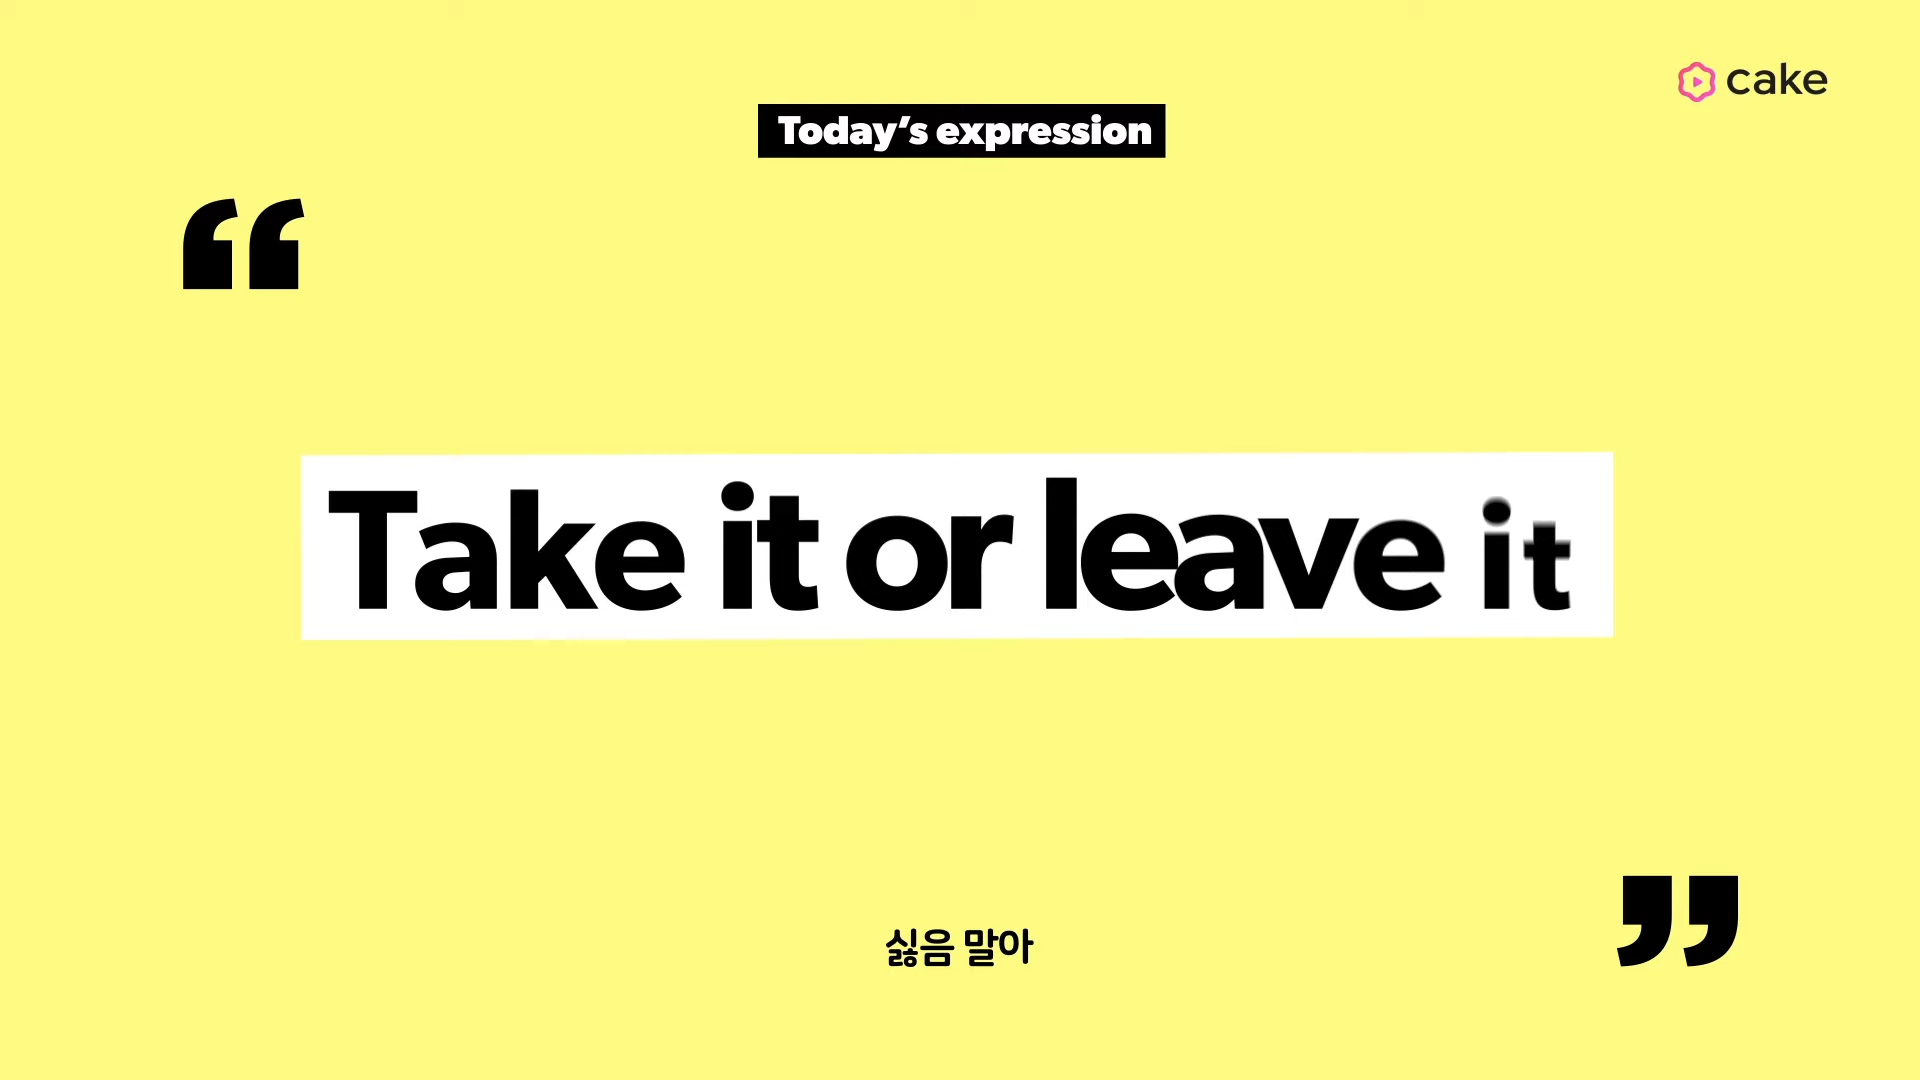 cake
Today’s expression
“
Take it or leave it
싫음 말아
”